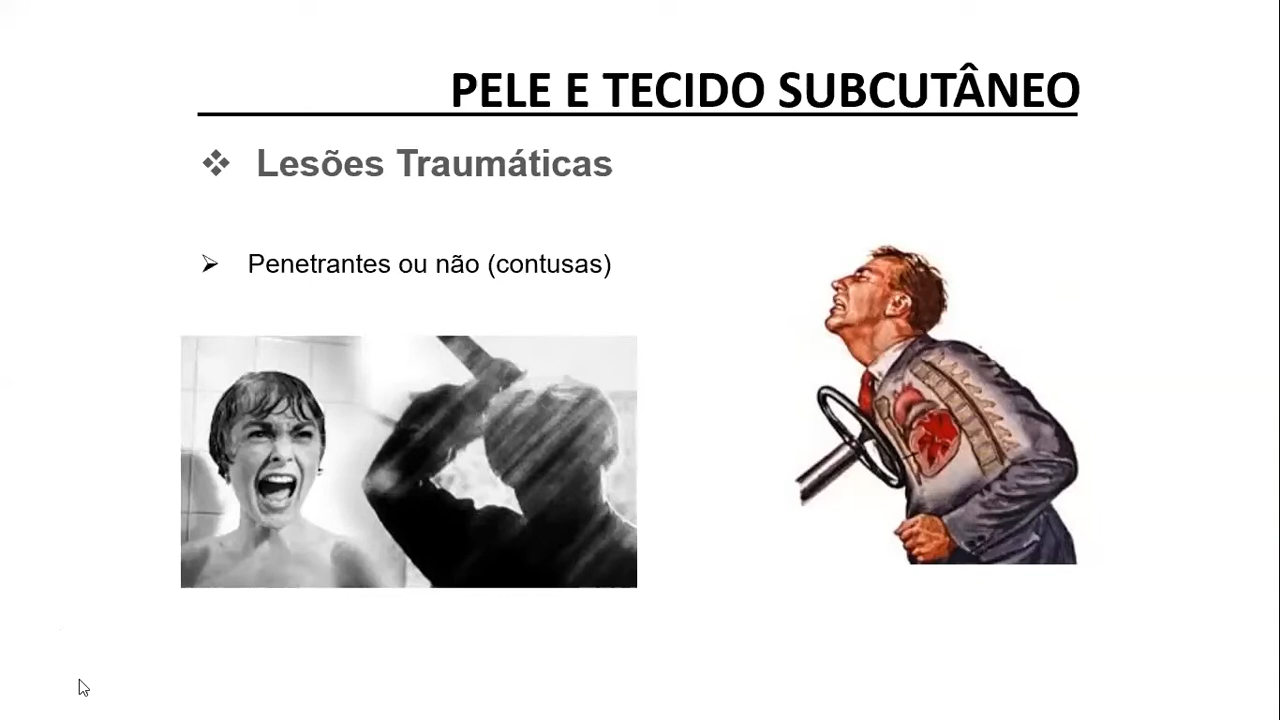 PELE E TECIDO SUBCUTÂNEO
Lesões Traumáticas
Penetrantes ou não (contusas)